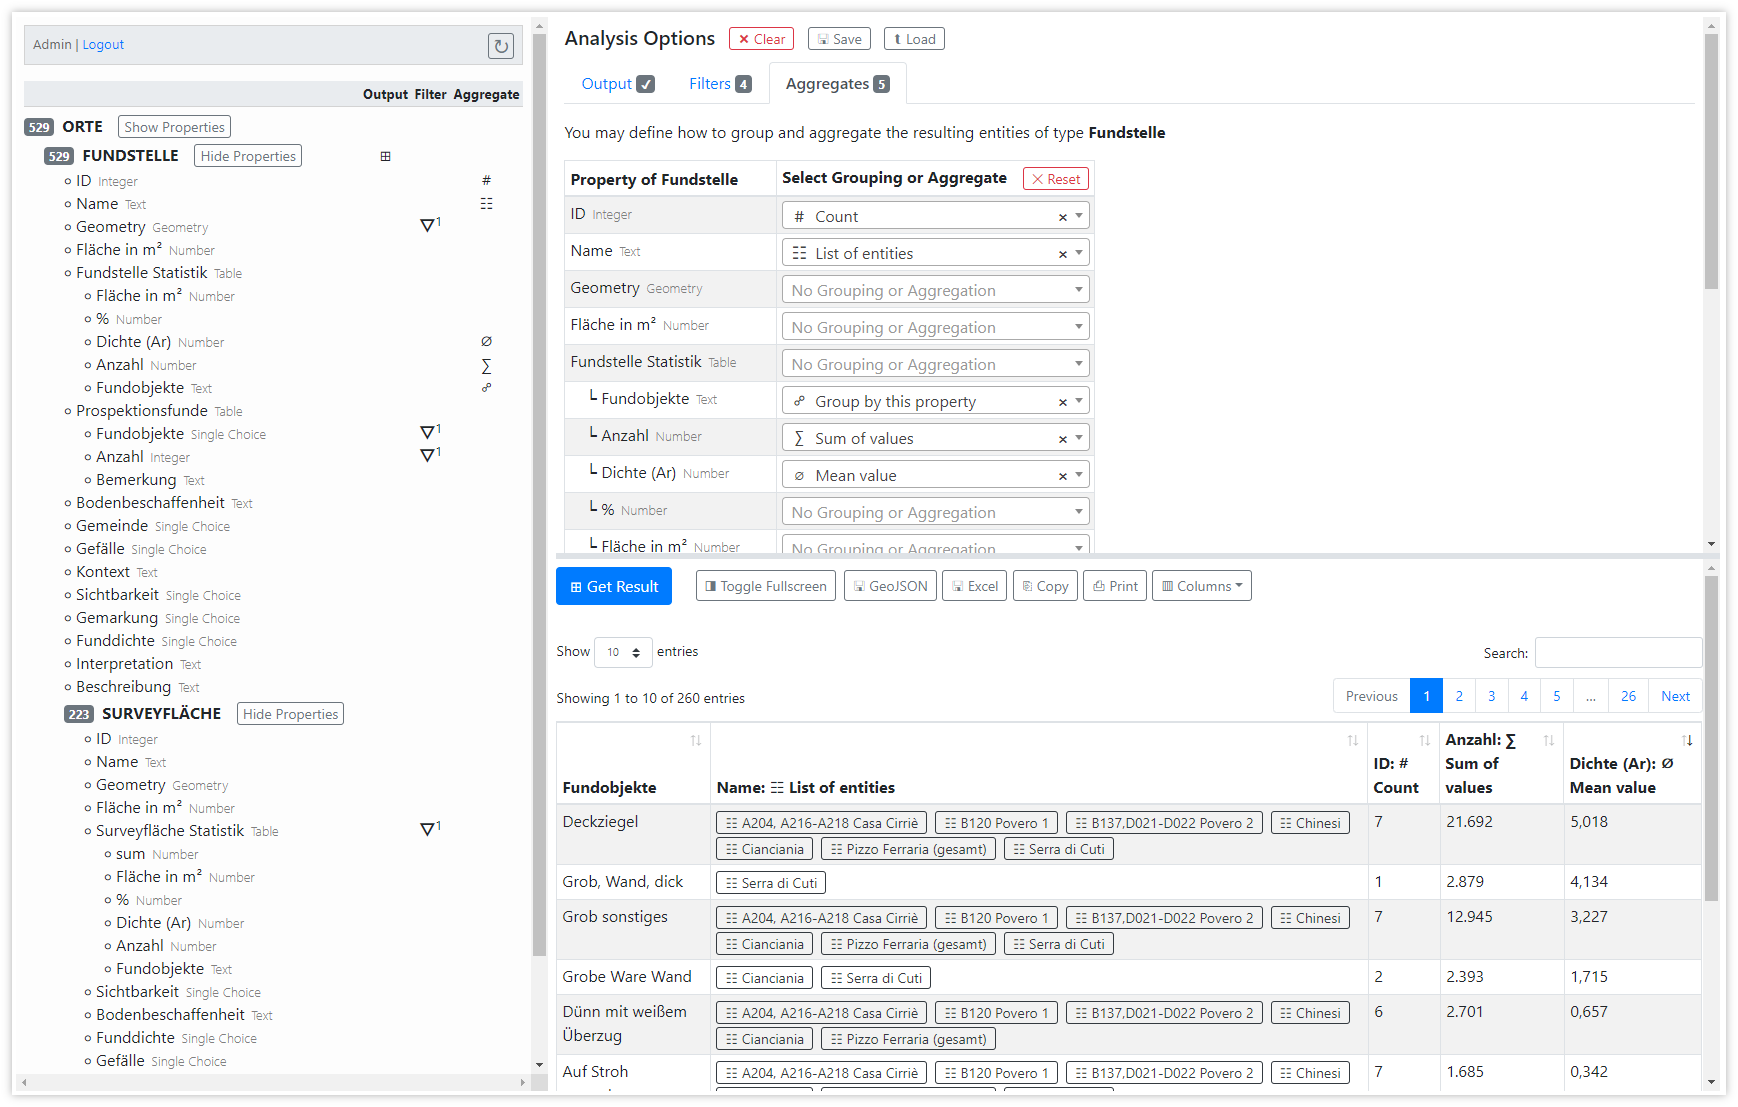 Admin | Logout
Output Filter Aggregate
529 ORTE Show Properties
529 FUNDSTELLE Hide Properties
ID Integer #
Name Text
Geometry Geometry 1
Fläche in m² Number
Fundstelle Statistik Table
Fläche in m² Number
% Number
Dichte (Ar) Number Ø
Anzahl Number ∑
Fundobjekte Text
Prospektionsfunde Table
Fundobjekte Single Choice 1
Anzahl Integer 1
Bemerkung Text
Bodenbeschaffenheit Text
Gemeinde Single Choice
Gefälle Single Choice
Kontext Text
Sichtbarkeit Single Choice
Gemarkung Single Choice
Funddichte Single Choice
Interpretation Text
Beschreibung Text
223 SURVEYFLÄCHE Hide Properties
ID Integer
Name Text
Geometry Geometry
Fläche in m² Number
Surveyfläche Statistik Table 1
sum Number
Fläche in m² Number
% Number
Dichte (Ar) Number
Anzahl Number
Fundobjekte Text
Sichtbarkeit Single Choice
Bodenbeschaffenheit Text
Funddichte Single Choice
Gefälle Single Choice
Analysis Options Clear Save Load
Output ✓ Filters 4 Aggregates 5
You may define how to group and aggregate the resulting entities of type Fundstelle
Property of Fundstelle Select Grouping or Aggregate Reset
ID Integer # Count ×
Name Text List of entities ×
Geometry Geometry No Grouping or Aggregation
Fläche in m² Number No Grouping or Aggregation
Fundstelle Statistik Table No Grouping or Aggregation
Fundobjekte Text Group by this property ×
Anzahl Number ∑ Sum of values ×
Dichte (Ar) Number ∅ Mean value ×
% Number No Grouping or Aggregation
Fläche in m² Number No Grouping or Aggregation
Get Result Toggle Fullscreen GeoJSON Excel Copy Print Columns
Show 10 entries Search:
Showing 1 to 10 of 260 entries Previous 1 2 3 4 5 ... 26 Next
Fundobjekte Name: List of entities ID: # Count Anzahl: ∑ Sum of values Dichte (Ar): Ø Mean value
Deckziegel A204, A216-A218 Casa Cirriè B120 Povero 1 B137,D021-D022 Povero 2 Chinesi 7 21.692 5,018
Cianciania Pizzo Ferraria (gesamt) Serra di Cuti
Grob, Wand, dick Serra di Cuti 1 2.879 4,134
Grob sonstiges A204, A216-A218 Casa Cirriè B120 Povero 1 B137,D021-D022 Povero 2 Chinesi 7 12.945 3,227
Cianciania Pizzo Ferraria (gesamt) Serra di Cuti
Grobe Ware Wand Cianciania Serra di Cuti 2 2.393 1,715
Dünn mit weißem A204, A216-A218 Casa Cirriè B120 Povero 1 B137,D021-D022 Povero 2 Chinesi 6 2.701 0,657
Überzug Cianciania Pizzo Ferraria (gesamt)
Auf Stroh A204, A216-A218 Casa Cirriè B120 Povero 1 B137,D021-D022 Povero 2 Chinesi 7 1.685 0,342